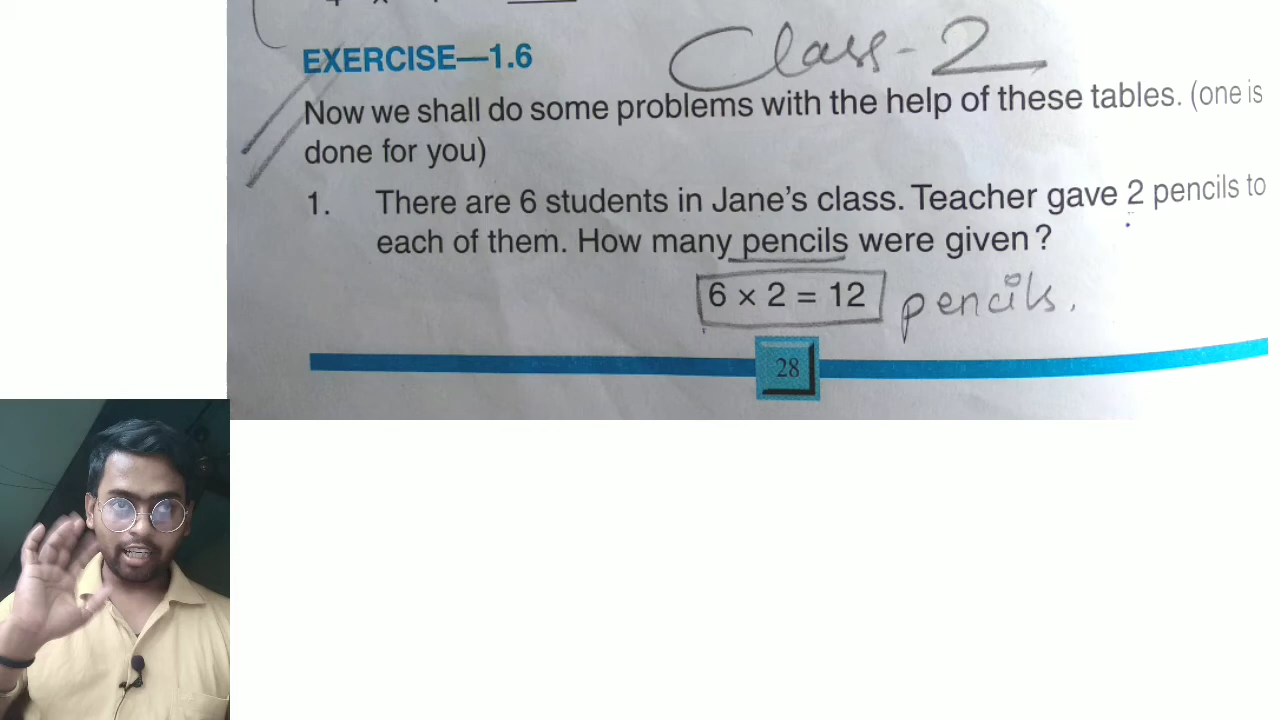 Class-2
EXERCISE—1.6
Now we shall do some problems with the help of these tables. (one is
done for you)
1. There are 6 students in Jane's class. Teacher gave 2 pencils to
each of them. How many pencils were given?
6 × 2 = 12 pencils.
28